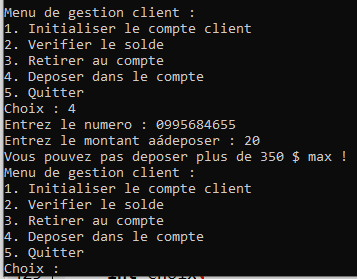 Menu de gestion client :
1. Initialiser le compte client
2. Verifier le solde
3. Retirer au compte
4. Deposer dans le compte
5. Quitter
Choix : 4
Entrez le numero : 0995684655
Entrez le montant aádeposer : 20
Vous pouvez pas deposer plus de 350 $ max !
Menu de gestion client :
1. Initialiser le compte client
2. Verifier le solde
3. Retirer au compte
4. Deposer dans le compte
5. Quitter
Choix :